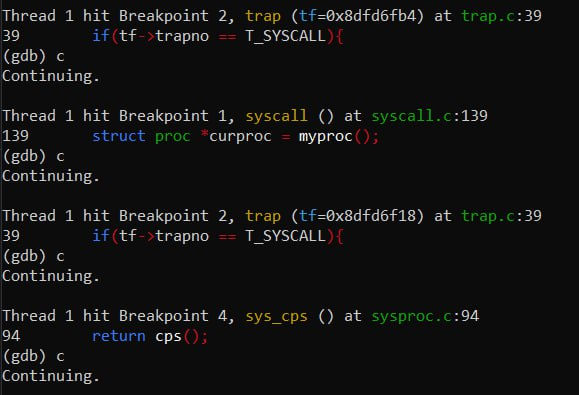 Thread 1 hit Breakpoint 2, trap (tf=0x8dfd6fb4) at trap.c:39
39        if(tf->trapno == T_SYSCALL){
(gdb) c
Continuing.

Thread 1 hit Breakpoint 1, syscall () at syscall.c:139
139       struct proc *curproc = myproc();
(gdb) c
Continuing.

Thread 1 hit Breakpoint 2, trap (tf=0x8dfd6f18) at trap.c:39
39        if(tf->trapno == T_SYSCALL){
(gdb) c
Continuing.

Thread 1 hit Breakpoint 4, sys_cps () at sysproc.c:94
94        return cps();
(gdb) c
Continuing.